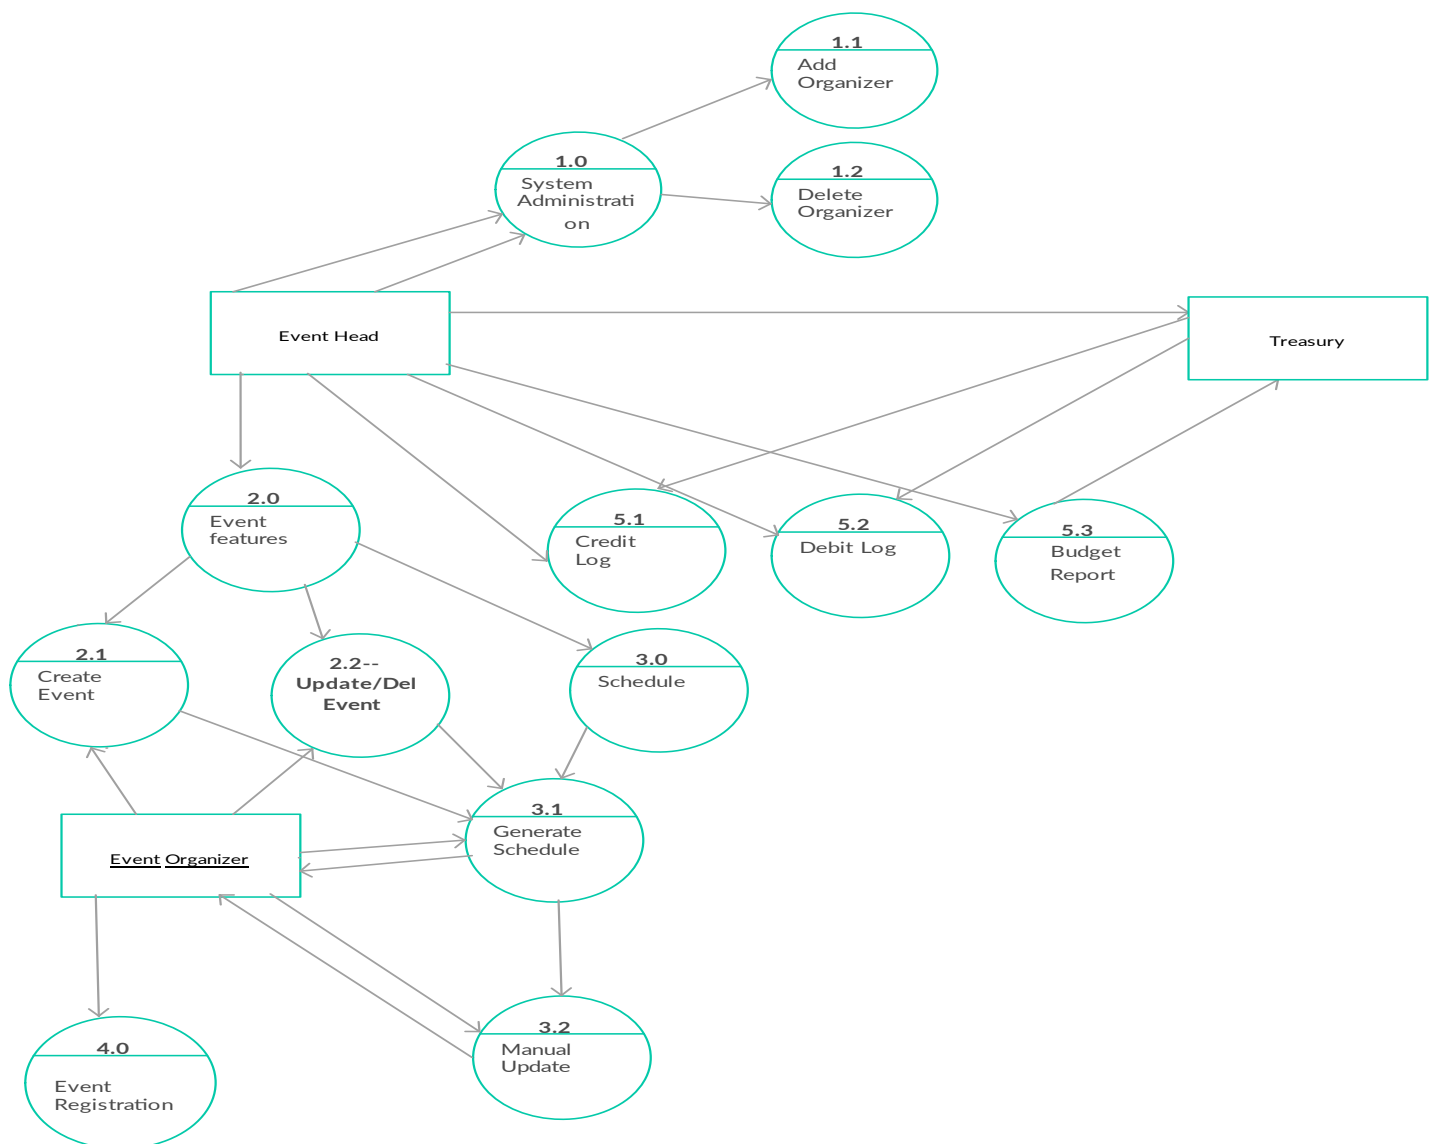 1.1
Add
Organizer
1.0
System
Administrati
on
1.2
Delete
Organizer
Event Head
Treasury
2.0
Event
features
5.1
Credit
Log
5.2
Debit Log
5.3
Budget
Report
2.1
Create
Event
2.2--
Update/Del
Event
3.0
Schedule
3.1
Generate
Schedule
Event Organizer
4.0
Event
Registration
3.2
Manual
Update